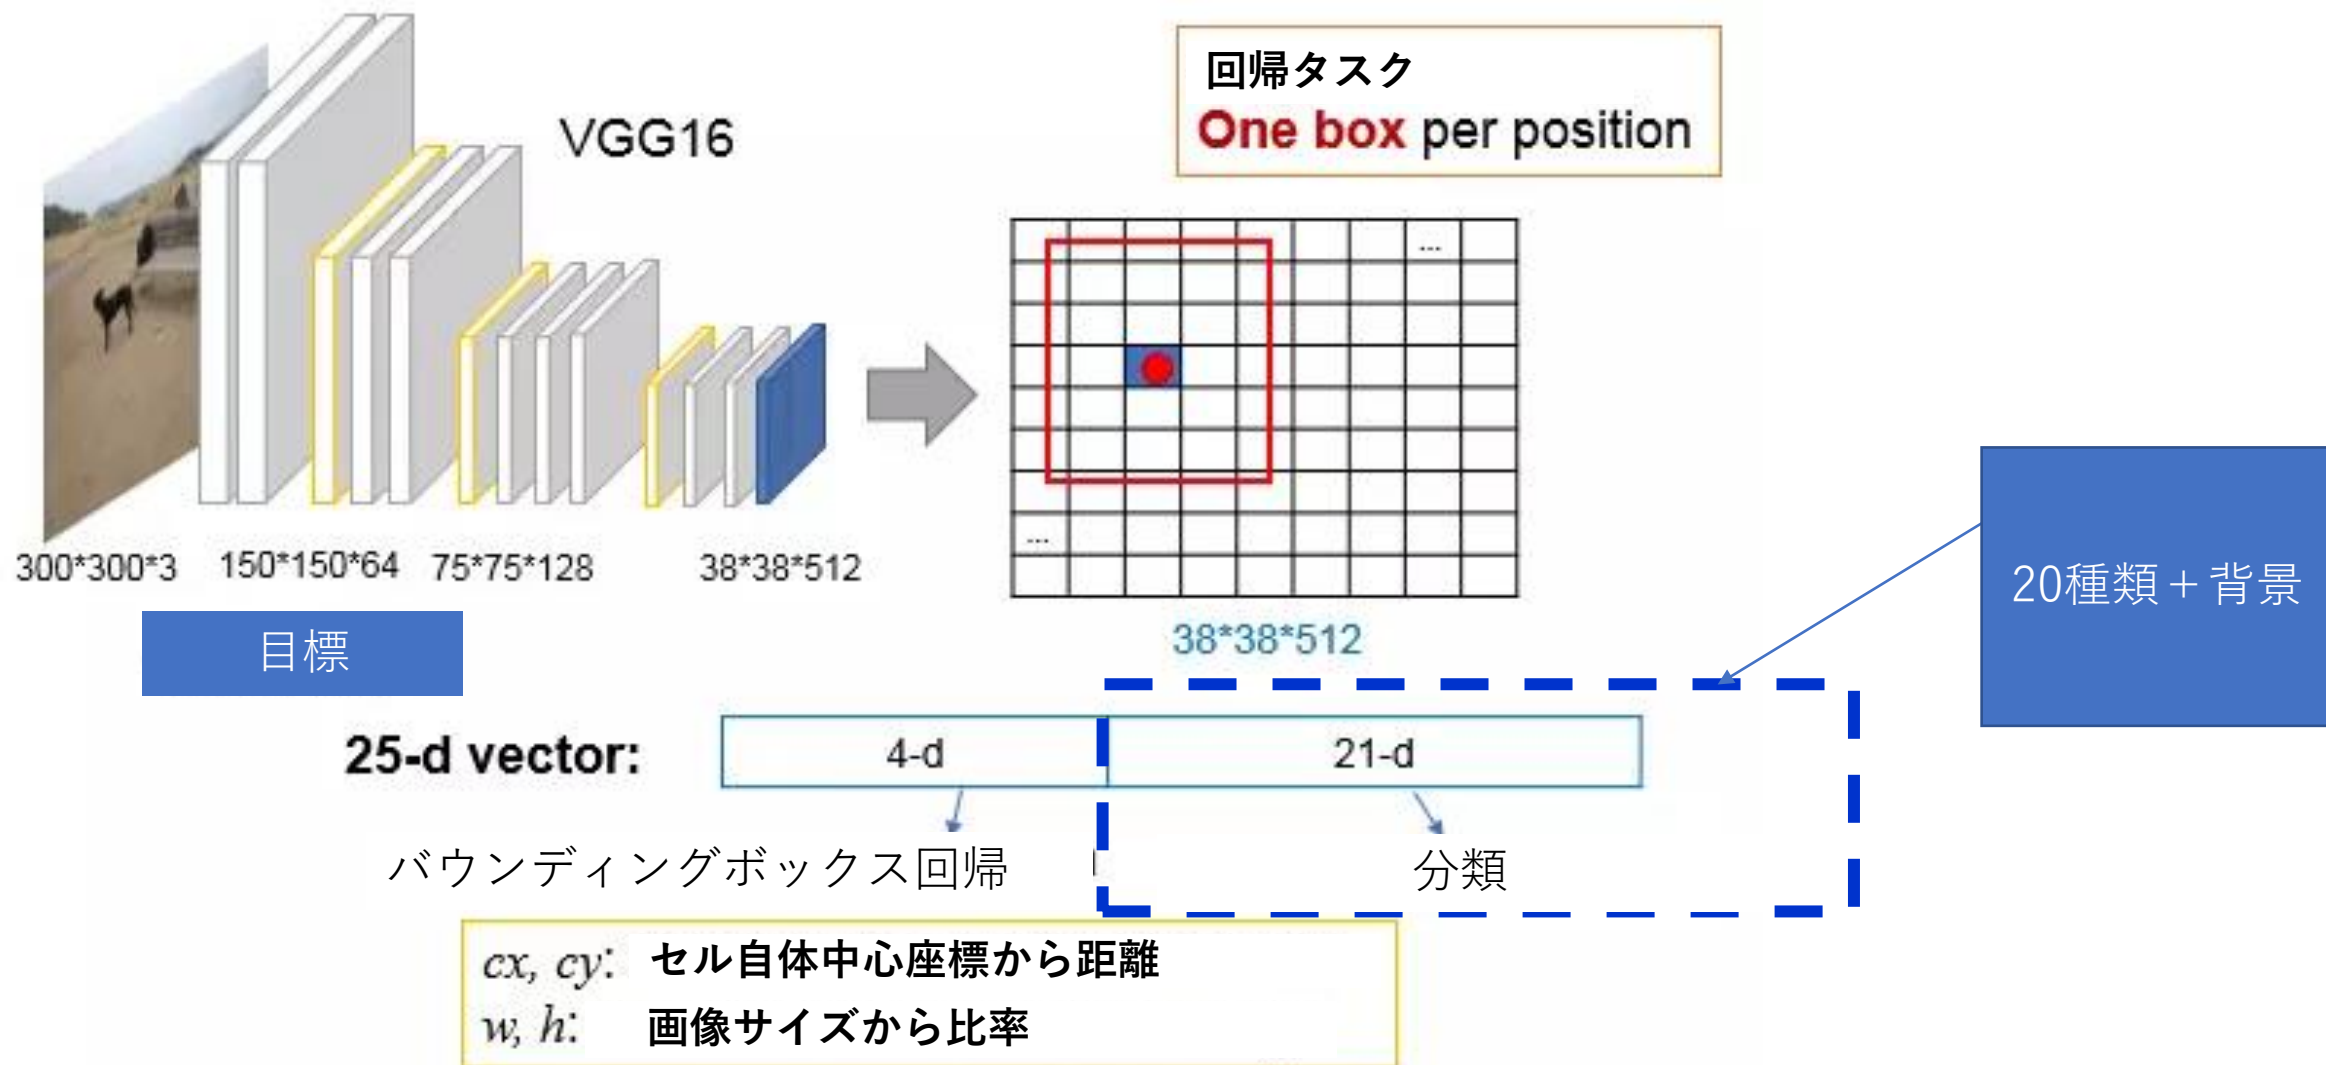 VGG16
回帰タスク
One box per position
...
...
300*300*3
150*150*64
75*75*128
38*38*512
38*38*512
目標
20種類＋背景
25-d vector:
4-d
21-d
バウンディングボックス回帰
分類
cx, cy: セル自体中心座標から距離
w, h: 画像サイズから比率